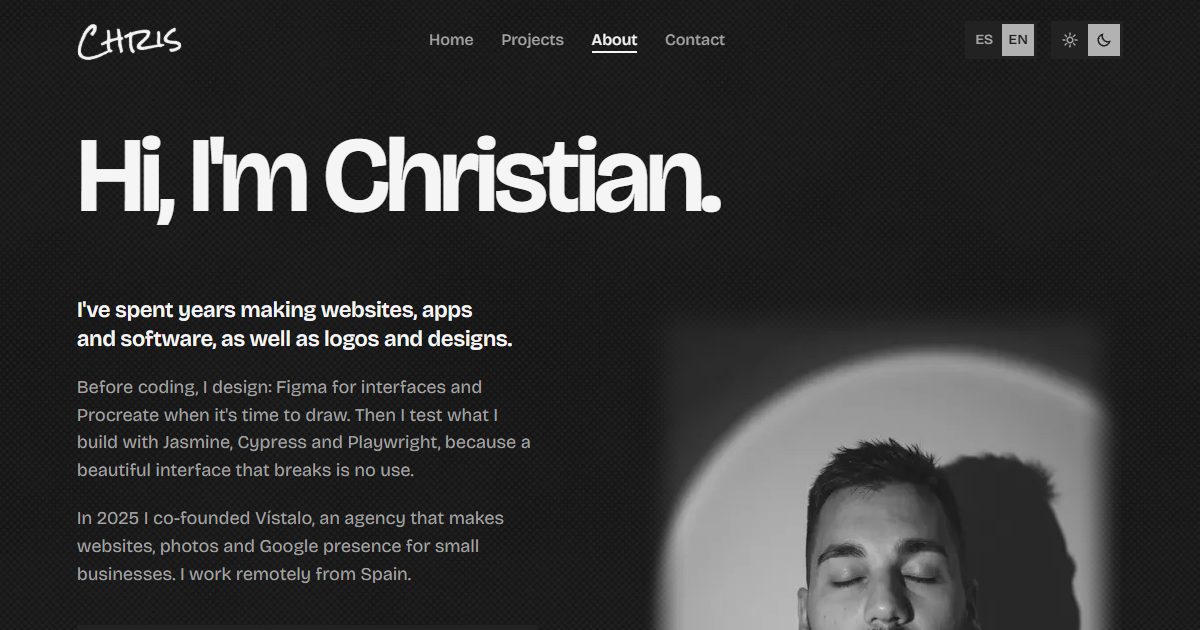 CHRIS
Home Projects About Contact
ES EN
Hi, I'm Christian.
I've spent years making websites, apps
and software, as well as logos and designs.
Before coding, I design: Figma for interfaces and
Procreate when it's time to draw. Then I test what I
build with Jasmine, Cypress and Playwright, because a
beautiful interface that breaks is no use.
In 2025 I co-founded Vístalo, an agency that makes
websites, photos and Google presence for small
businesses. I work remotely from Spain.